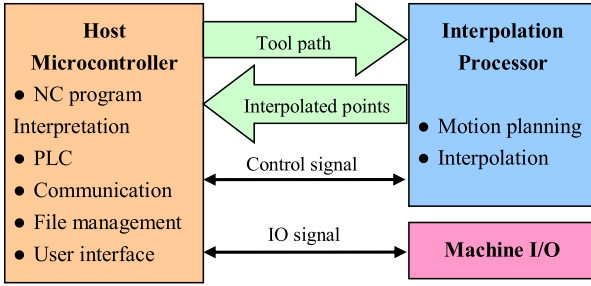 Host
Microcontroller
● NC program
Interpretation
● PLC
● Communication
● File management
● User interface
Tool path
Interpolated points
Control signal
IO signal
Interpolation
Processor
● Motion planning
● Interpolation
Machine I/O